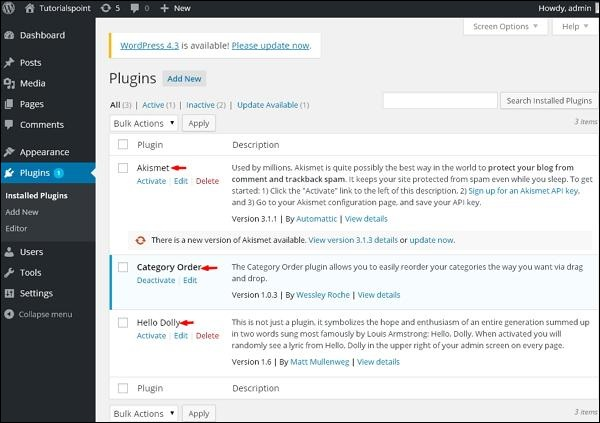 Tutorialspoint 5 0 + New Howdy, admin
Screen Options ▼ Help ▼
Dashboard
Posts
Media
Pages
Comments
Appearance
Plugins 1
Installed Plugins
Add New
Editor
Users
Tools
Settings
Collapse menu
WordPress 4.3 is available! Please update now.
Plugins Add New
All (3) | Active (1) | Inactive (2) | Update Available (1)
Search Installed Plugins
Bulk Actions ▼ Apply
3 items
Plugin Description
Akismet
Activate | Edit | Delete
Used by millions, Akismet is quite possibly the best way in the world to protect your blog from
comment and trackback spam. It keeps your site protected from spam even while you sleep. To get
started: 1) Click the "Activate" link to the left of this description, 2) Sign up for an Akismet API key,
and 3) Go to your Akismet configuration page, and save your API key.
Version 3.1.1 | By Automattic | View details
There is a new version of Akismet available. View version 3.1.3 details or update now.
Category Order
Deactivate | Edit
The Category Order plugin allows you to easily reorder your categories the way you want via drag
and drop.
Version 1.0.3 | By Wessley Roche | View details
Hello Dolly
Activate | Edit | Delete
This is not just a plugin, it symbolizes the hope and enthusiasm of an entire generation summed up
in two words sung most famously by Louis Armstrong: Hello, Dolly. When activated you will
randomly see a lyric from Hello, Dolly in the upper right of your admin screen on every page.
Version 1.6 | By Matt Mullenweg | View details
Plugin Description
Bulk Actions ▼ Apply
3 items